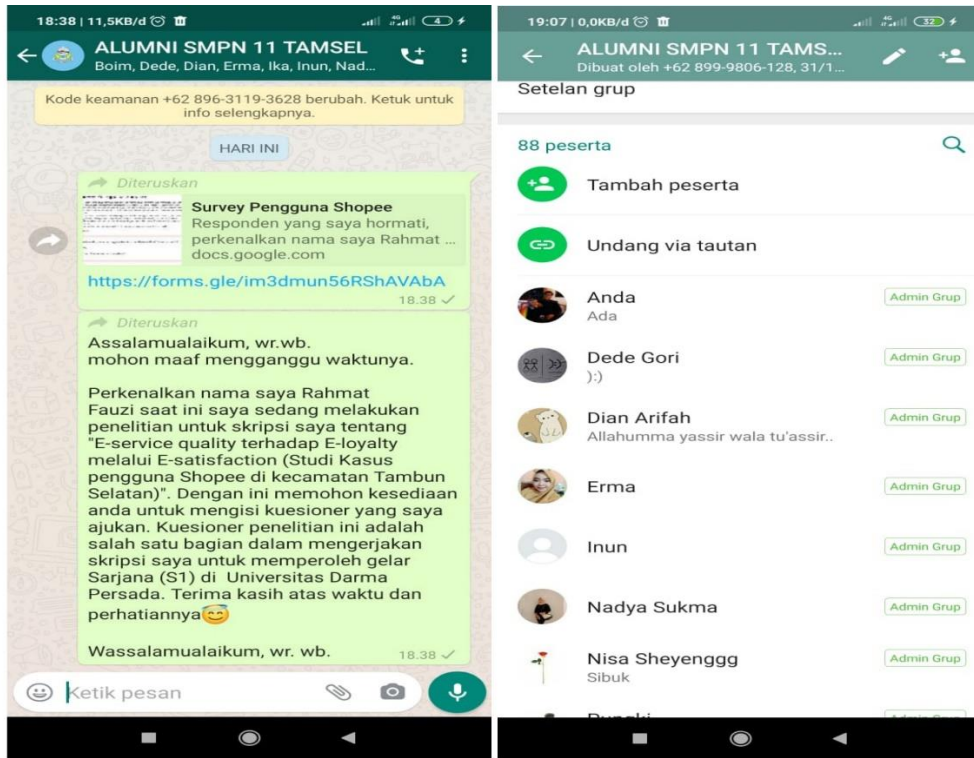 18:38 | 11,5KB/d
4G
4
ALUMNI SMPN 11 TAMSEL
Boim, Dede, Dian, Erma, Ika, Inun, Nad...
Kode keamanan +62 896-3119-3628 berubah. Ketuk untuk
info selengkapnya.
HARI INI
Diteruskan
Survey Pengguna Shopee
Responden yang saya hormati,
perkenalkan nama saya Rahmat ...
docs.google.com
https://forms.gle/im3dmun56RShAVAbA
18.38
Diteruskan
Assalamualaikum, wr.wb.
mohon maaf mengganggu waktunya.
Perkenalkan nama saya Rahmat
Fauzi saat ini saya sedang melakukan
penelitian untuk skripsi saya tentang
"E-service quality terhadap E-loyalty
melalui E-satisfaction (Studi Kasus
pengguna Shopee di kecamatan Tambun
Selatan)". Dengan ini memohon kesediaan
anda untuk mengisi kuesioner yang saya
ajukan. Kuesioner penelitian ini adalah
salah satu bagian dalam mengerjakan
skripsi saya untuk memperoleh gelar
Sarjana (S1) di Universitas Darma
Persada. Terima kasih atas waktu dan
perhatiannya😇
Wassalamualaikum, wr. wb.
18.38
Ketik pesan
19:07 | 0,0KB/d
4G
32
ALUMNI SMPN 11 TAMS...
Dibuat oleh +62 899-9806-128, 31/1...
Setelan grup
88 peserta
Tambah peserta
Undang via tautan
Anda
Admin Grup
Ada
Dede Gori
Admin Grup
):)
Dian Arifah
Admin Grup
Allahumma yassir wala tu'assir..
Erma
Admin Grup
Inun
Admin Grup
Nadya Sukma
Admin Grup
Nisa Sheyenggg
Admin Grup
Sibuk